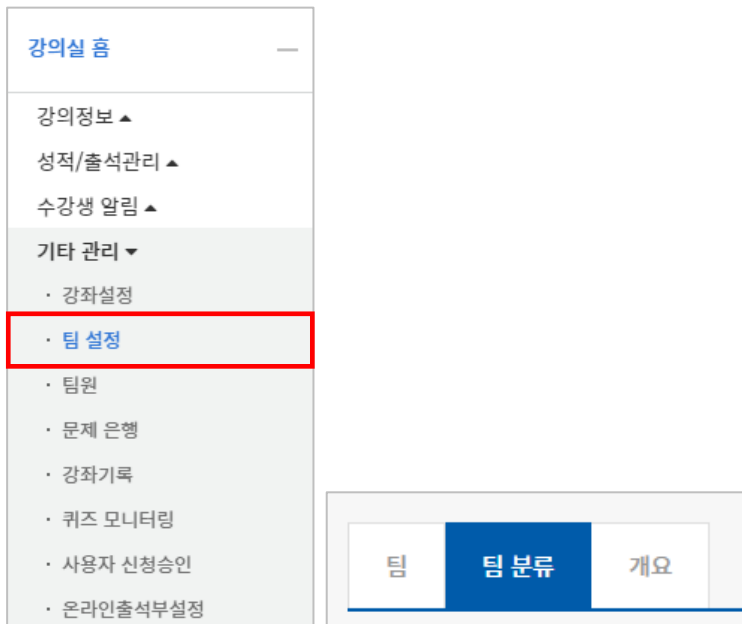 강의실 홈
강의정보 ▲
성적/출석관리 ▲
수강생 알림 ▲
기타 관리 ▼
· 강좌설정
· 팀 설정
· 팀원
· 문제 은행
· 강좌기록
· 퀴즈 모니터링
· 사용자 신청승인
· 온라인출석부설정
팀 팀 분류 개요